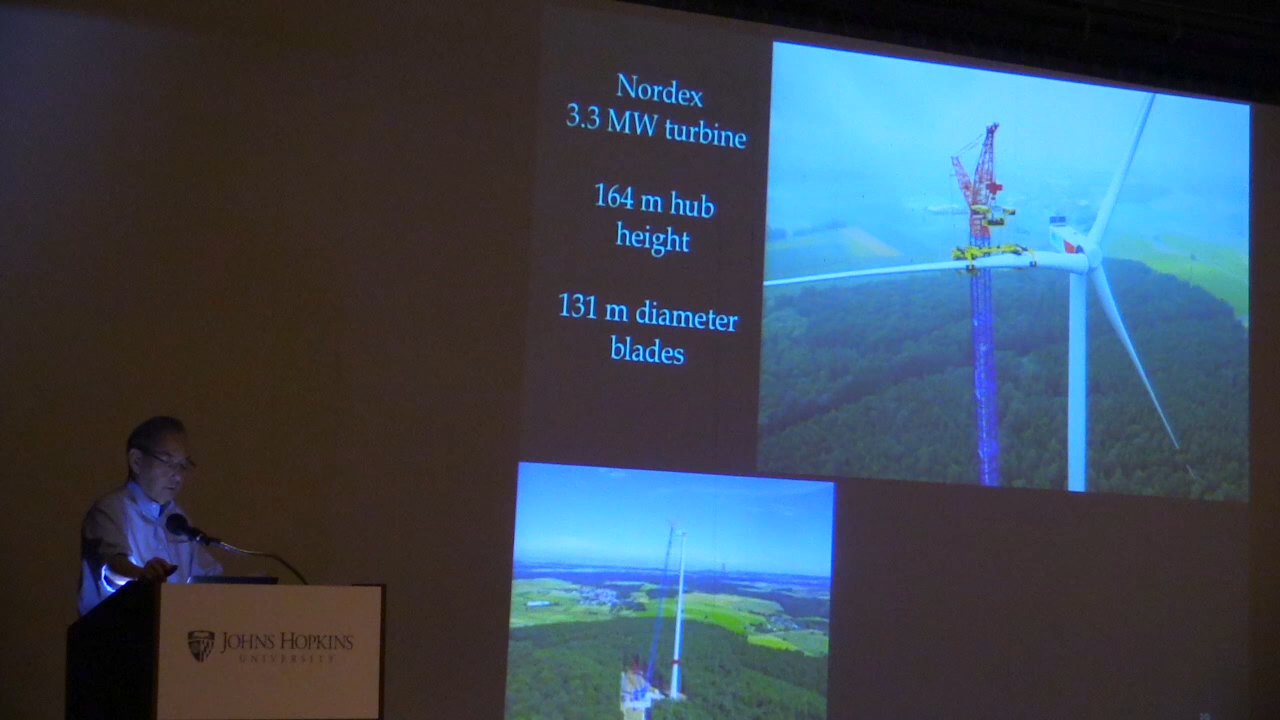 Nordex
3.3 MW turbine
164 m hub
height
131 m diameter
blades
JOHNS HOPKINS
UNIVERSITY